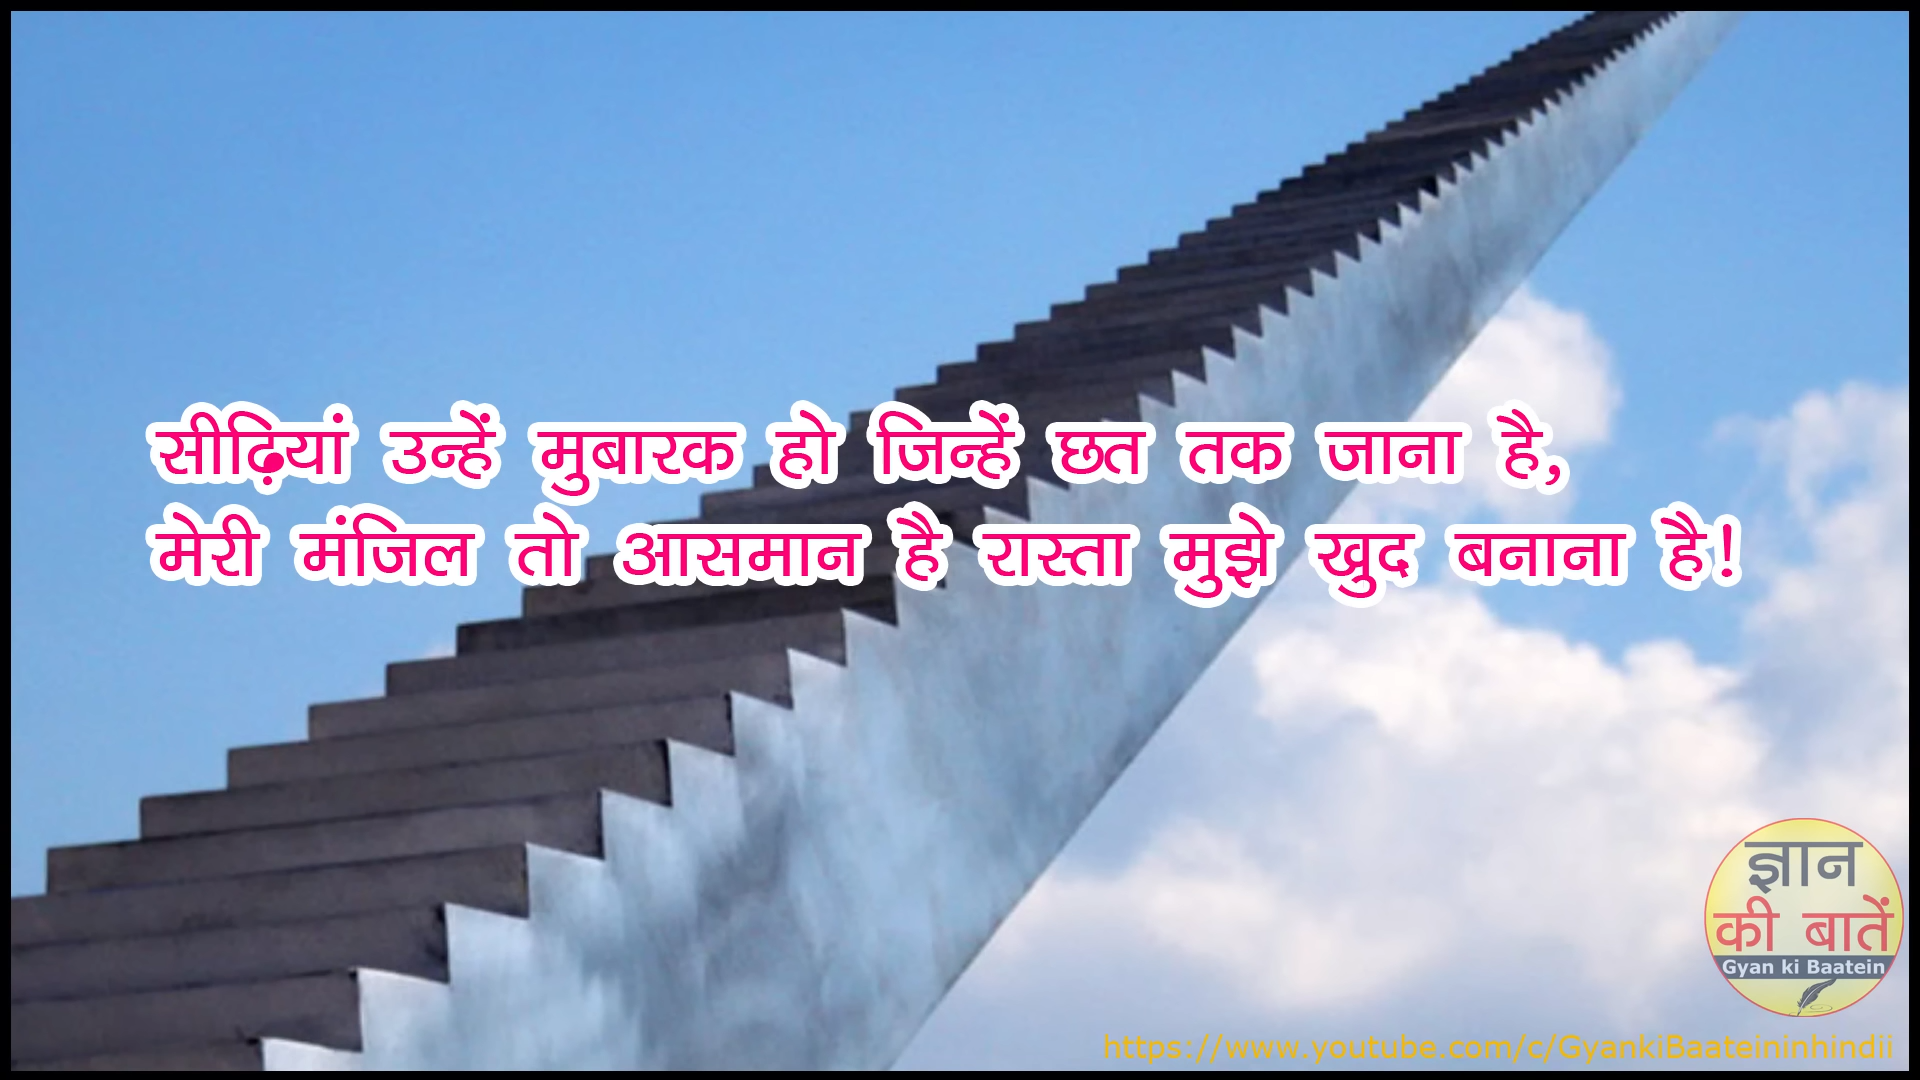 सीढ़ियां उन्हें मुबारक हो जिन्हें छत तक जाना है,
मेरी मंजिल तो आसमान है रास्ता मुझे खुद बनाना है!
ज्ञान
की बातें
Gyan ki Baatein
https://www.youtube.com/c/GyankiBaateininhindii